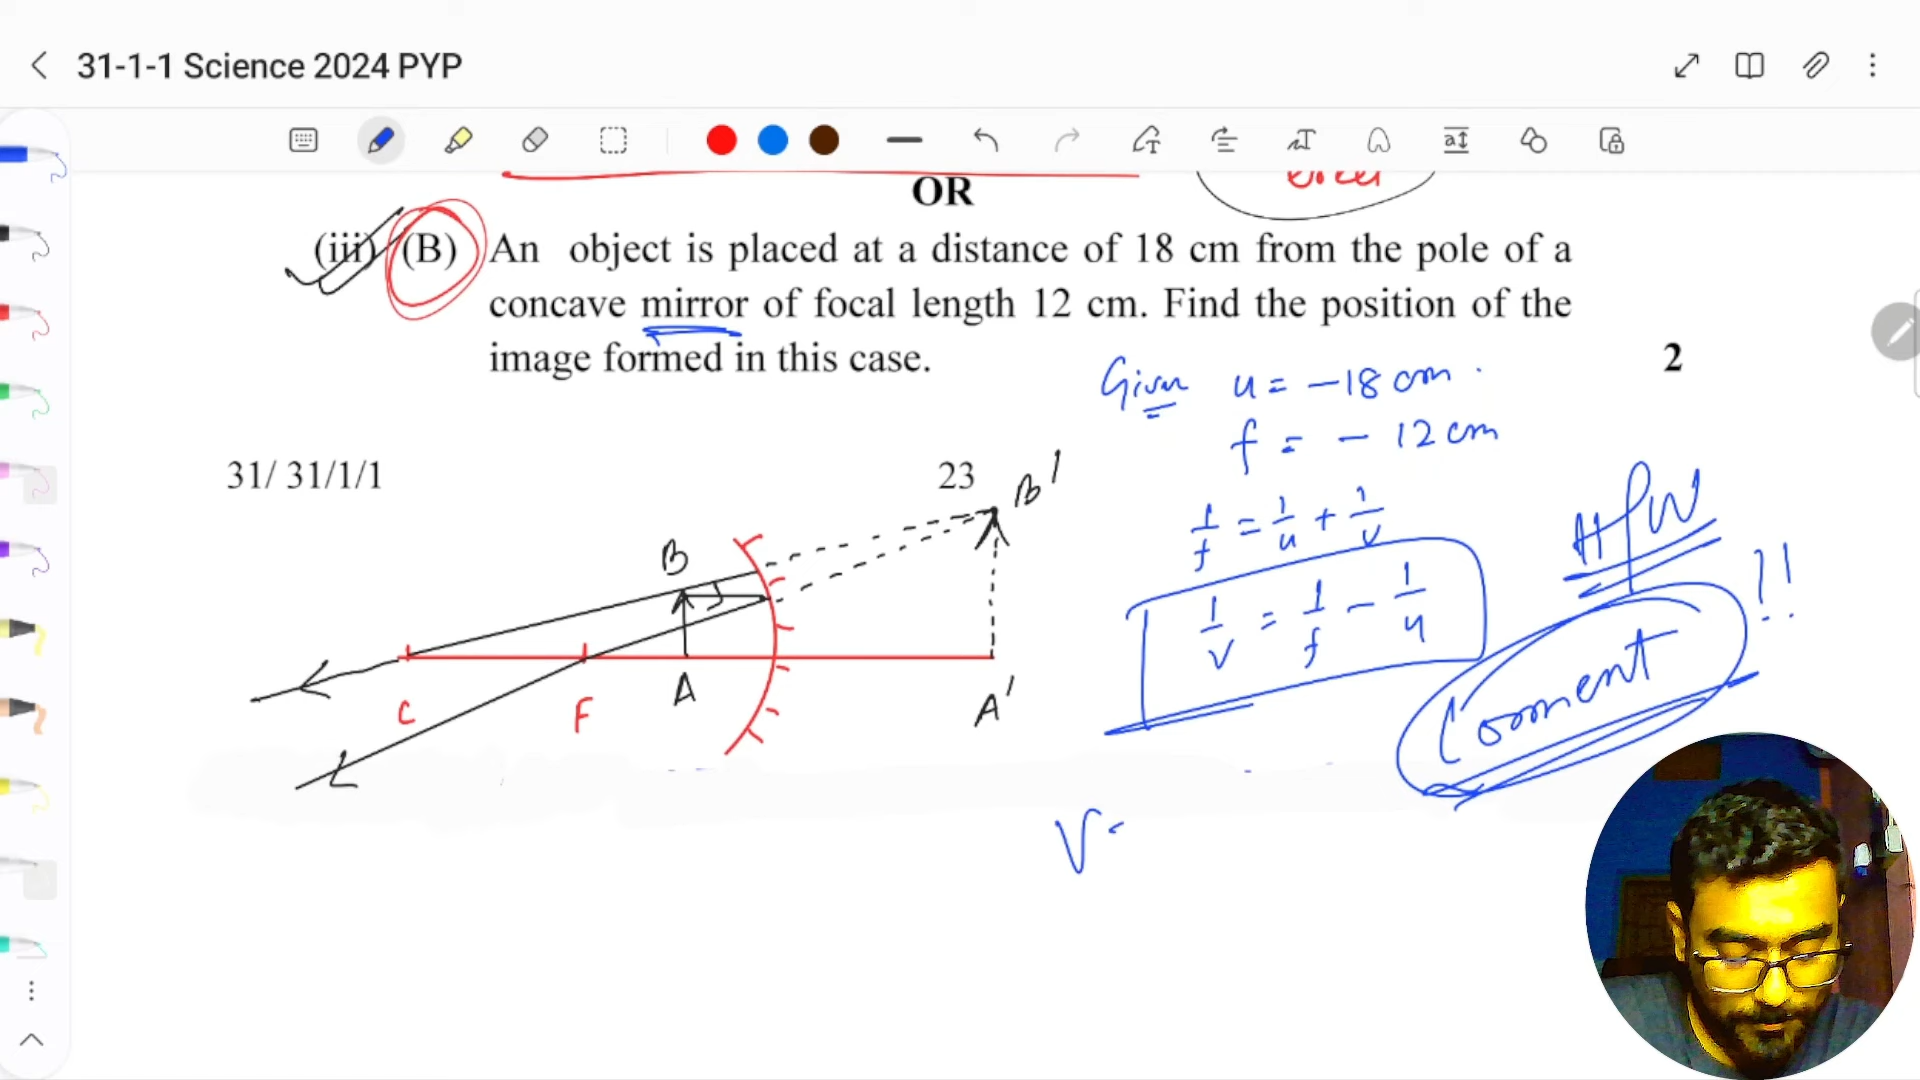 31-1-1 Science 2024 PYP
OR
(iii) (B) An object is placed at a distance of 18 cm from the pole of a
concave mirror of focal length 12 cm. Find the position of the
image formed in this case.
2
Given u = -18 cm.
f = - 12 cm
31/ 31/1/1
23
B'
1/f = 1/u + 1/v
H/W
B
1/v = 1/f - 1/u
!!
Comment
C
F
A
A'
V =